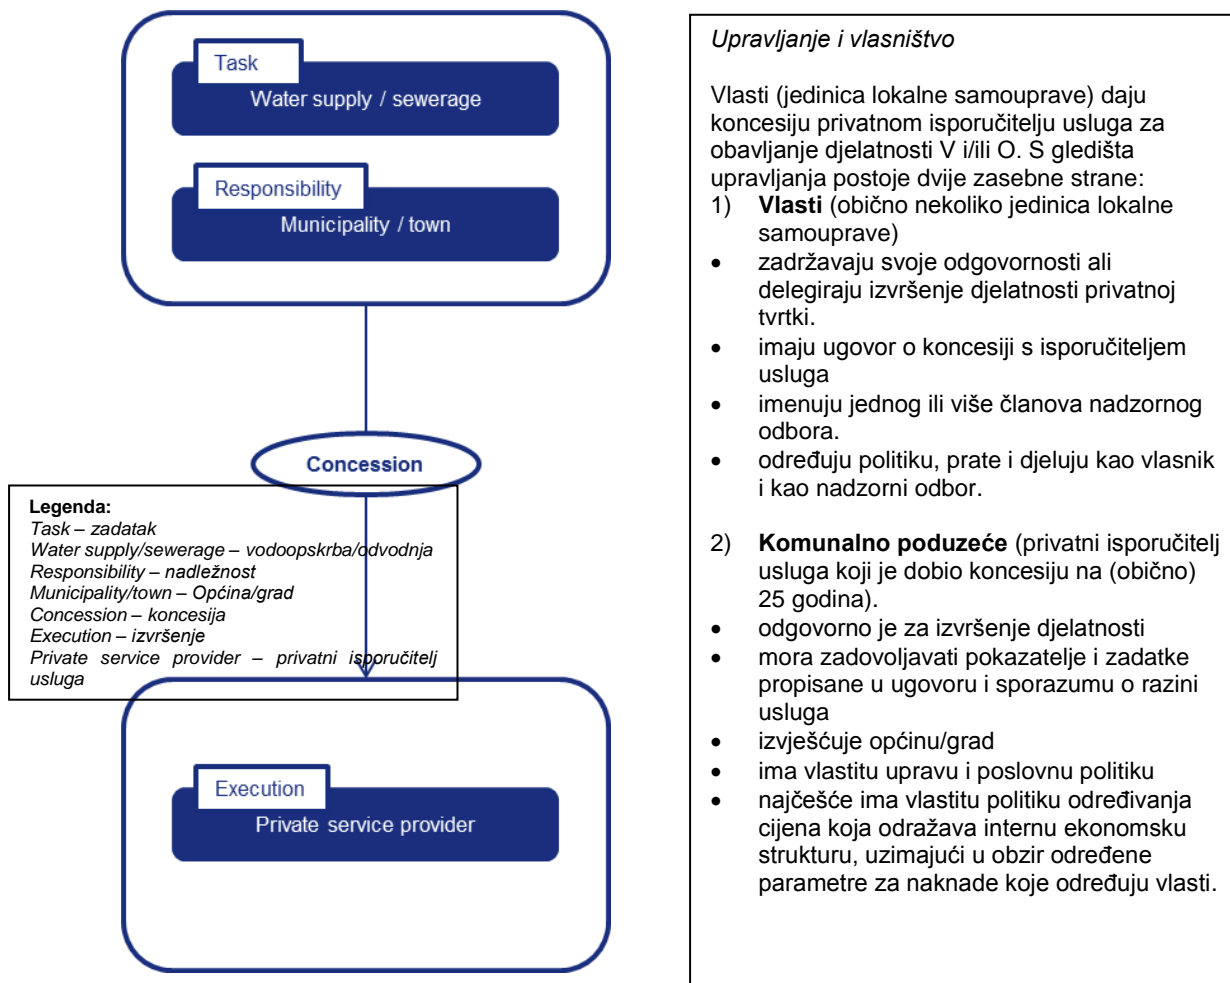 Task
Water supply / sewerage
Responsibility
Municipality / town
Concession
Legenda:
Task – zadatak
Water supply/sewerage – vodoopskrba/odvodnja
Responsibility – nadležnost
Municipality/town – Općina/grad
Concession – koncesija
Execution – izvršenje
Private service provider – privatni isporučitelj
usluga
Execution
Private service provider
Upravljanje i vlasništvo
Vlasti (jedinica lokalne samouprave) daju
koncesiju privatnom isporučitelju usluga za
obavljanje djelatnosti V i/ili O. S gledišta
upravljanja postoje dvije zasebne strane:
1) Vlasti (obično nekoliko jedinica lokalne
samouprave)
• zadržavaju svoje odgovornosti ali
delegiraju izvršenje djelatnosti privatnoj
tvrtki.
• imaju ugovor o koncesiji s isporučiteljem
usluga
• imenuju jednog ili više članova nadzornog
odbora.
• određuju politiku, prate i djeluju kao vlasnik
i kao nadzorni odbor.
2) Komunalno poduzeće (privatni isporučitelj
usluga koji je dobio koncesiju na (obično)
25 godina).
• odgovorno je za izvršenje djelatnosti
• mora zadovoljavati pokazatelje i zadatke
propisane u ugovoru i sporazumu o razini
usluga
• izvješćuje općinu/grad
• ima vlastitu upravu i poslovnu politiku
• najčešće ima vlastitu politiku određivanja
cijena koja odražava internu ekonomsku
strukturu, uzimajući u obzir određene
parametre za naknade koje određuju vlasti.